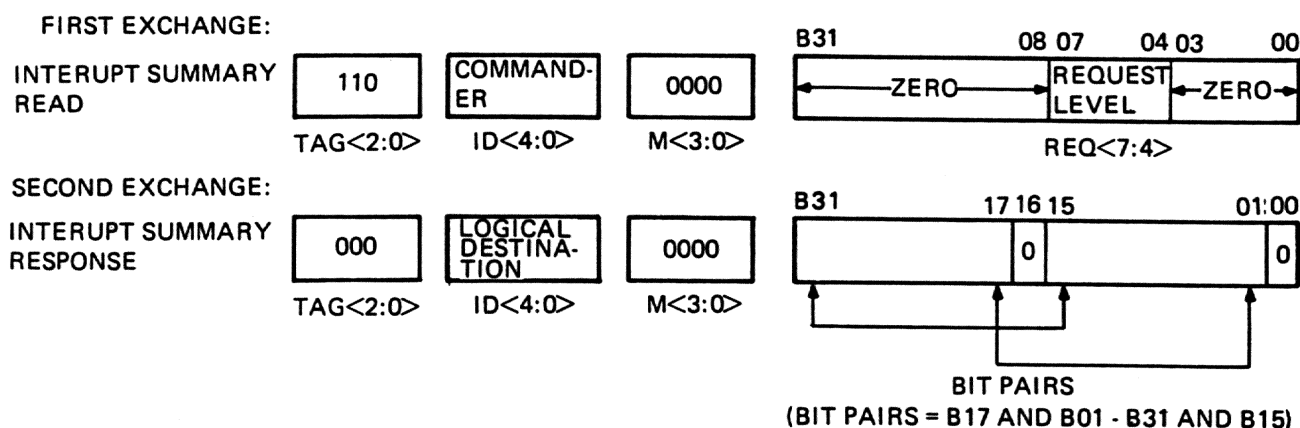 FIRST EXCHANGE:
INTERUPT SUMMARY
READ
110
TAG<2:0>
COMMAND-
ER
ID<4:0>
0000
M<3:0>
B31 08 07 04 03 00
ZERO
REQUEST
LEVEL
ZERO
REQ<7:4>
SECOND EXCHANGE:
INTERUPT SUMMARY
RESPONSE
000
TAG<2:0>
LOGICAL
DESTINA-
TION
ID<4:0>
0000
M<3:0>
B31 17 16 15 01:00
0
0
BIT PAIRS
(BIT PAIRS = B17 AND B01 - B31 AND B15)